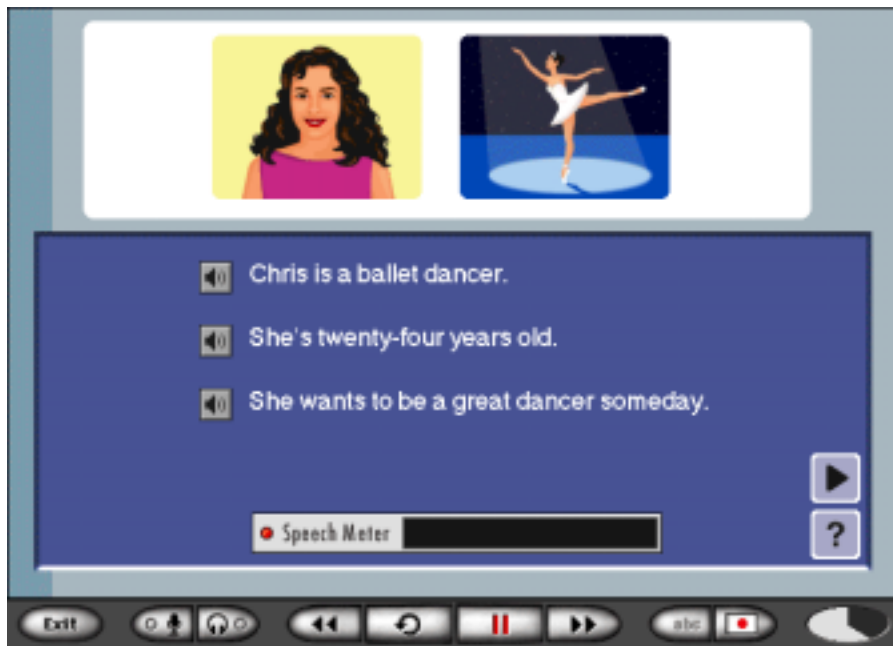 Chris is a ballet dancer.
She's twenty-four years old.
She wants to be a great dancer someday.
Speech Meter
?
Exit
abc